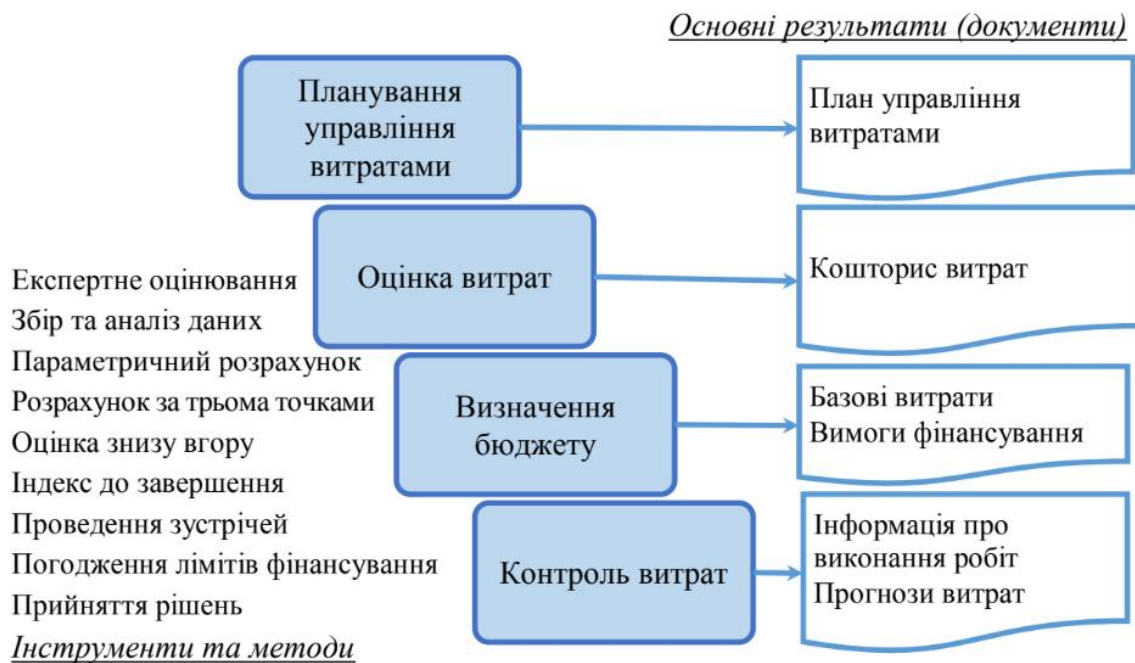 Основні результати (документи)
Планування
управління
витратами
План управління
витратами
Оцінка витрат
Кошторис витрат
Визначення
бюджету
Базові витрати
Вимоги фінансування
Контроль витрат
Інформація про
виконання робіт
Прогнози витрат
Експертне оцінювання
Збір та аналіз даних
Параметричний розрахунок
Розрахунок за трьома точками
Оцінка знизу вгору
Індекс до завершення
Проведення зустрічей
Погодження лімітів фінансування
Прийняття рішень
Інструменти та методи